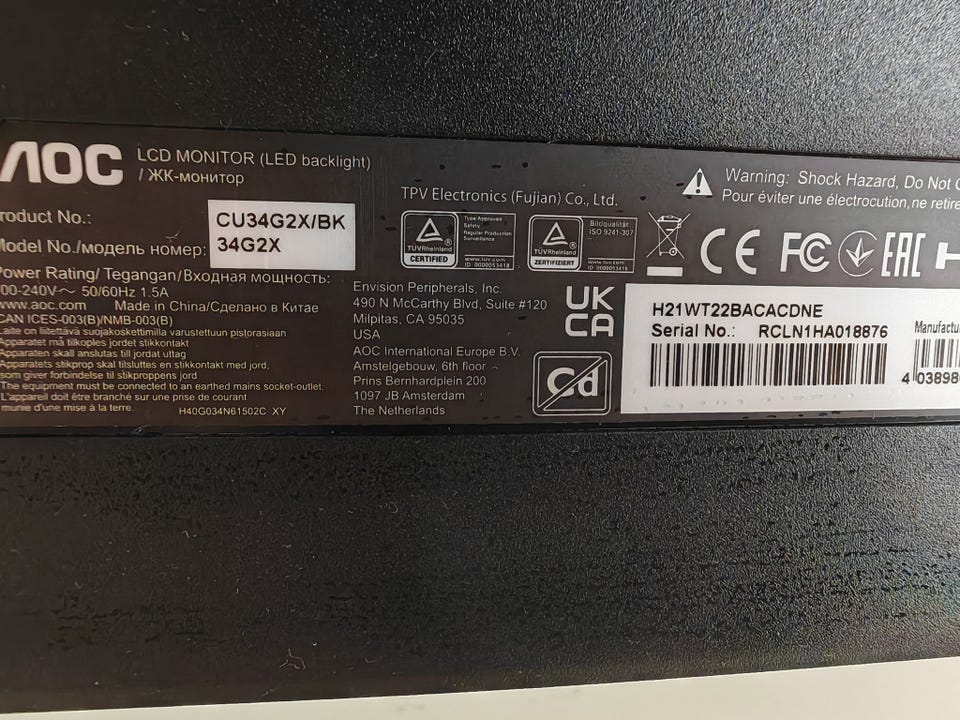 AOC
LCD MONITOR (LED backlight)
/ ЖК-монитор
roduct No.:
CU34G2X/BK
Model No./модель номер:
34G2X
Power Rating/ Tegangan/Входная мощность:
00-240V～ 50/60Hz 1.5A
www.aoc.com Made in China/Сделано в Китае
CAN ICES-003(B)/NMB-003(B)
Laite on liitettävä suojakoskettimilla varustettuun pistorasiaan
Apparatet må tilkoples jordet stikkontakt
Apparaten skall anslutas till jordat uttag
Apparatets stikprop skal tilsluttes en stikkontakt med jord,
som giver forbindelse til stikproppens jord
The equipment must be connected to an earthed mains socket-outlet.
L'appareil doit être branché sur une prise de courant
munie d'une mise à la terre.
H40G034N61502C XY
TPV Electronics (Fujian) Co., Ltd.
TÜVRheinland
CERTIFIED
Type Approved
Safety
Regular Production
Surveillance
www.tuv.com
ID 0000053418
TÜVRheinland
ZERTIFIZIERT
Bildqualität
ISO 9241-307
www.tuv.com
ID 0000053418
Envision Peripherals, Inc.
490 N McCarthy Blvd, Suite #120
Milpitas, CA 95035
USA
AOC International Europe B.V.
Amstelgebouw, 6th floor
Prins Bernhardplein 200
1097 JB Amsterdam
The Netherlands
UK
CA
Cd
Warning: Shock Hazard, Do Not
Pour éviter une électrocution, ne retire
CE FC EAC
H21WT22BACACDNE
Serial No.: RCLN1HA018876
Manufactu
4 038986